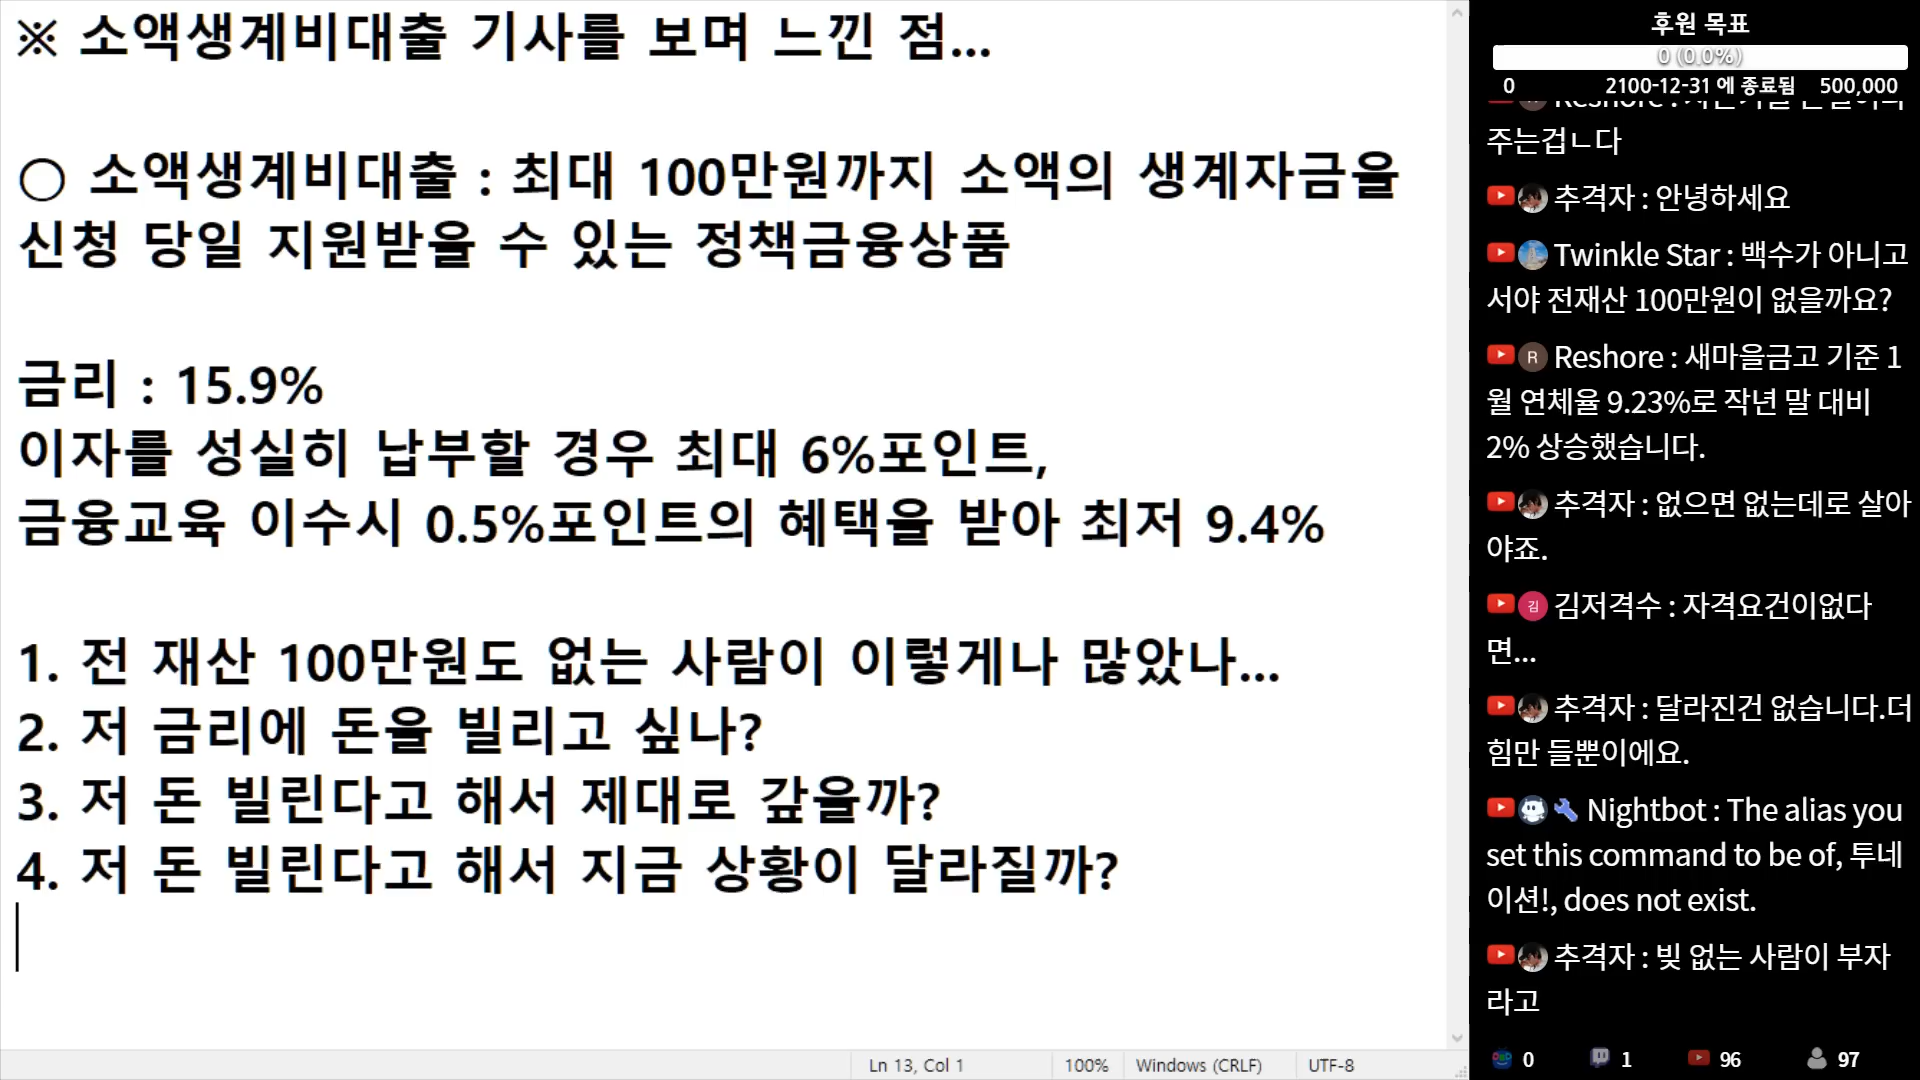 ※ 소액생계비대출 기사를 보며 느낀 점...
○ 소액생계비대출 : 최대 100만원까지 소액의 생계자금을
신청 당일 지원받을 수 있는 정책금융상품
금리 : 15.9%
이자를 성실히 납부할 경우 최대 6%포인트,
금융교육 이수시 0.5%포인트의 혜택을 받아 최저 9.4%
1. 전 재산 100만원도 없는 사람이 이렇게나 많았나...
2. 저 금리에 돈을 빌리고 싶나?
3. 저 돈 빌린다고 해서 제대로 갚을까?
4. 저 돈 빌린다고 해서 지금 상황이 달라질까?
Ln 13, Col 1
100%
Windows (CRLF)
UTF-8
후원 목표
0 (0.0%)
0 2100-12-31 에 종료됨 500,000
Reshore :
주는겁ㄴ다
추격자 : 안녕하세요
Twinkle Star : 백수가 아니고
서야 전재산 100만원이 없을까요?
R Reshore : 새마을금고 기준 1
월 연체율 9.23%로 작년 말 대비
2% 상승했습니다.
추격자 : 없으면 없는데로 살아
야죠.
김 김저격수 : 자격요건이없다
면...
추격자 : 달라진건 없습니다.더
힘만 들뿐이에요.
Nightbot : The alias you
set this command to be of, 투네
이션!, does not exist.
추격자 : 빚 없는 사람이 부자
라고
0 1 96 97